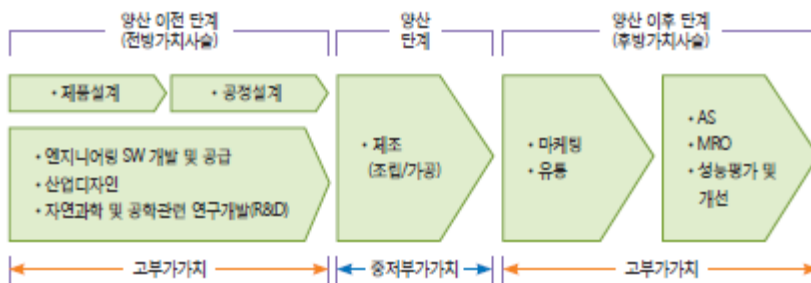 양산 이전 단계
(전방가치사슬)
양산
단계
양산 이후 단계
(후방가치사슬)
• 제품설계
• 공정설계
• 엔지니어링 SW 개발 및 공급
• 산업디자인
• 자연과학 및 공학관련 연구개발(R&D)
• 제조
(조립/가공)
• 마케팅
• 유통
• AS
• MRO
• 성능평가 및
개선
고부가가치
중저부가가치
고부가가치